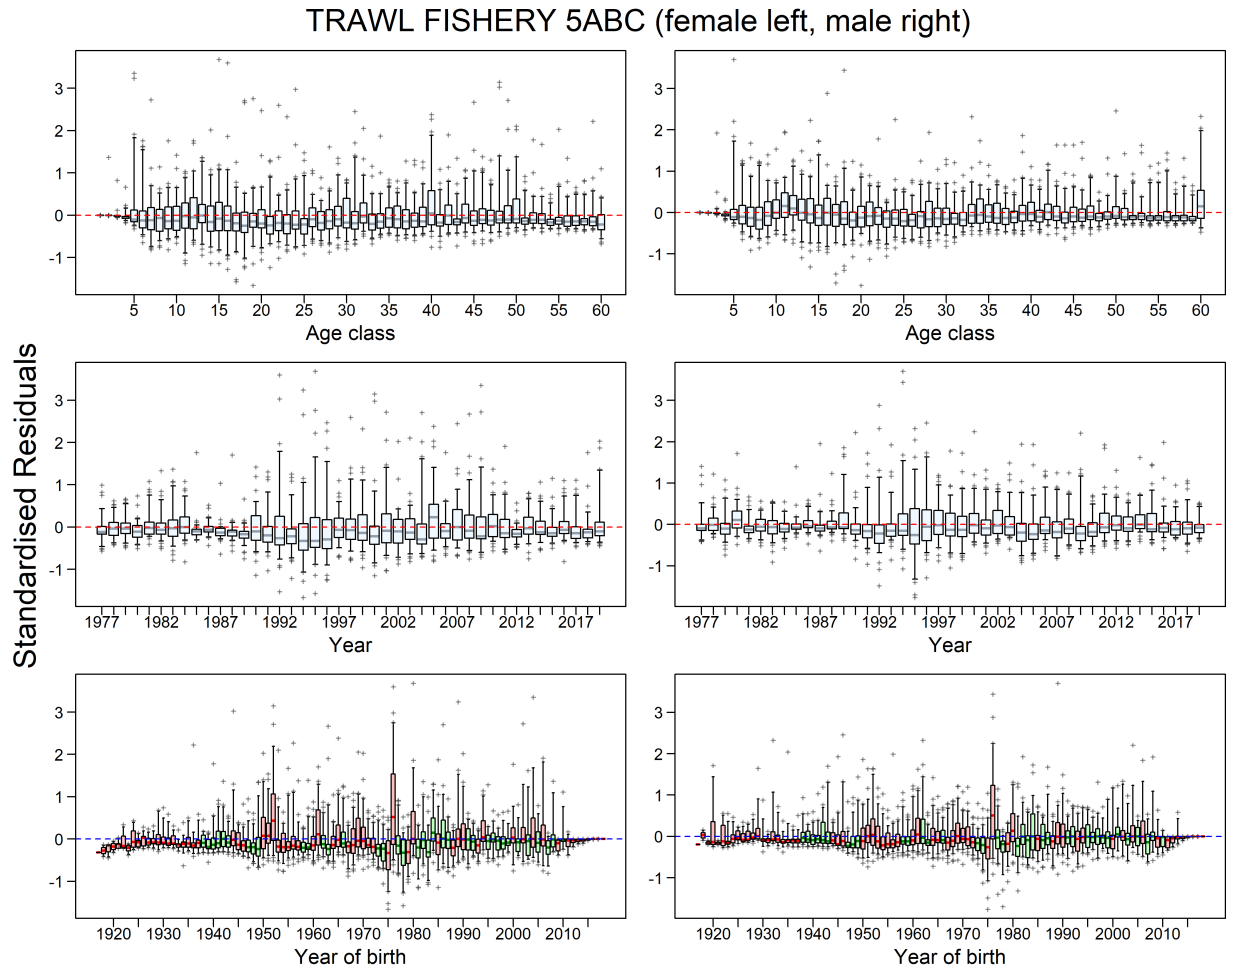 TRAWL FISHERY 5ABC (female left, male right)
Standardised Residuals
3
2
1
0
-1
5 10 15 20 25 30 35 40 45 50 55 60
Age class
3
2
1
0
-1
5 10 15 20 25 30 35 40 45 50 55 60
Age class
3
2
1
0
-1
1977 1982 1987 1992 1997 2002 2007 2012 2017
Year
3
2
1
0
-1
1977 1982 1987 1992 1997 2002 2007 2012 2017
Year
3
2
1
0
-1
1920 1930 1940 1950 1960 1970 1980 1990 2000 2010
Year of birth
3
2
1
0
-1
1920 1930 1940 1950 1960 1970 1980 1990 2000 2010
Year of birth